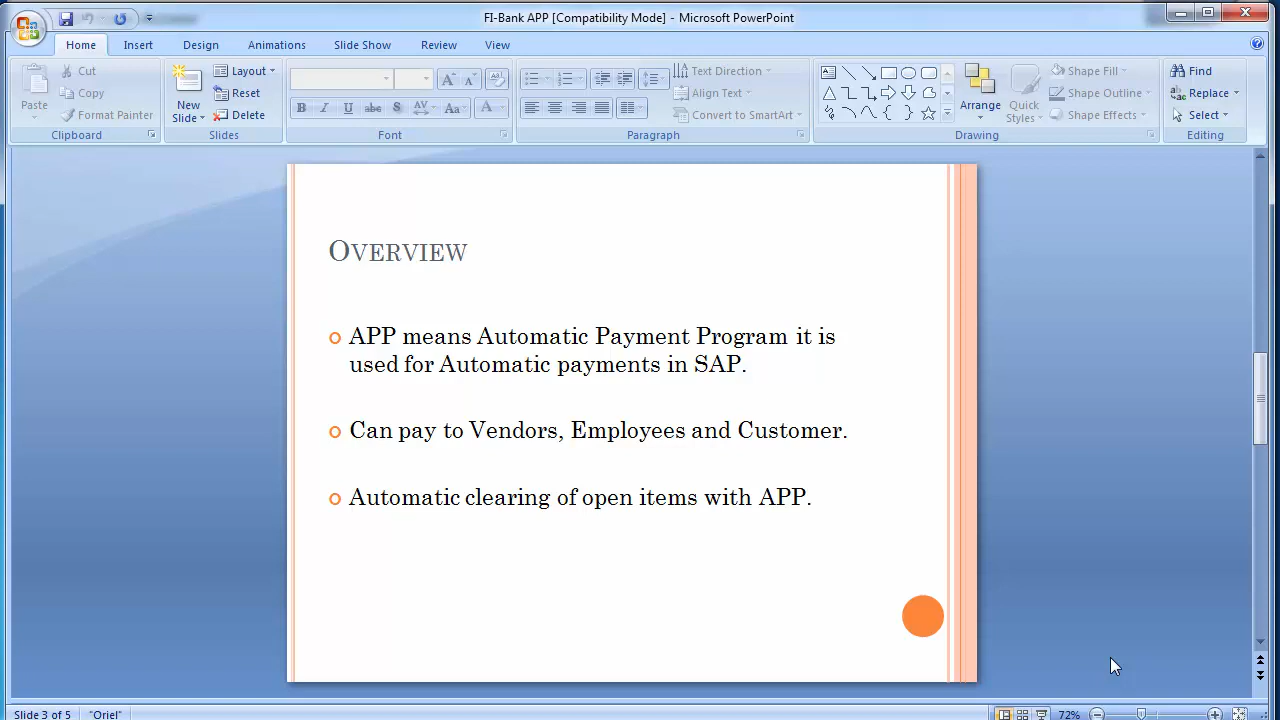 FI-Bank APP [Compatibility Mode] - Microsoft PowerPoint
Home Insert Design Animations Slide Show Review View
Cut Layout Text Direction Shape Fill Find
Paste Copy New Slide Reset Align Text Arrange Quick Styles Shape Outline Replace
Format Painter Delete Convert to SmartArt Shape Effects Select
Clipboard Slides Font Paragraph Drawing Editing
OVERVIEW
APP means Automatic Payment Program it is
used for Automatic payments in SAP.
Can pay to Vendors, Employees and Customer.
Automatic clearing of open items with APP.
Slide 3 of 5 "Oriel" 72%